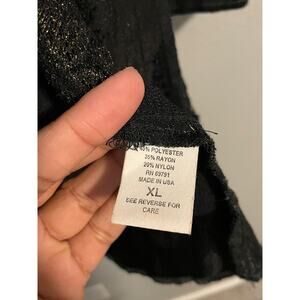 45% POLYESTER
35% RAYON
20% NYLON
RN 69791
MADE IN USA
XL
SEE REVERSE FOR
CARE